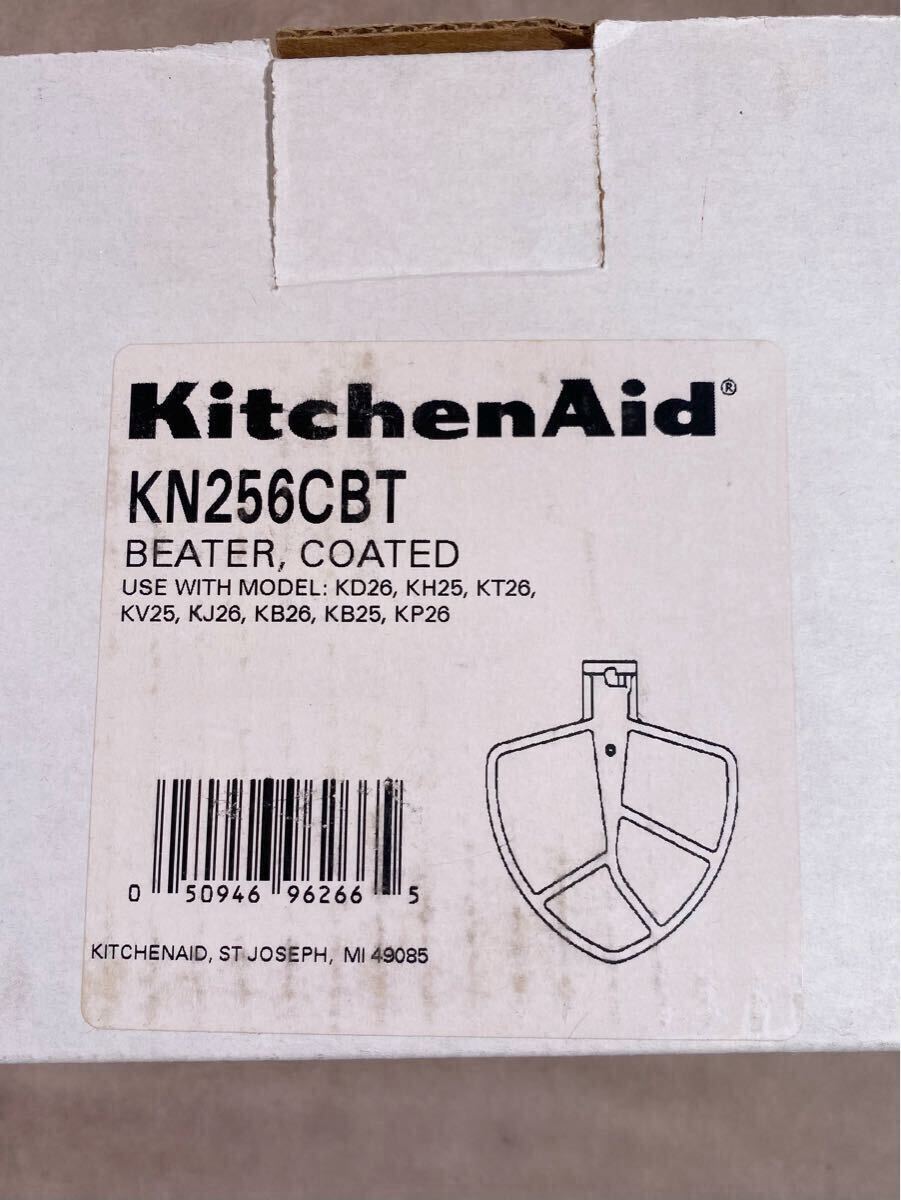 KitchenAid®
KN256CBT
BEATER, COATED
USE WITH MODEL: KD26, KH25, KT26,
KV25, KJ26, KB26, KB25, KP26
0 50946 96266 5
KITCHENAID, ST JOSEPH, MI 49085